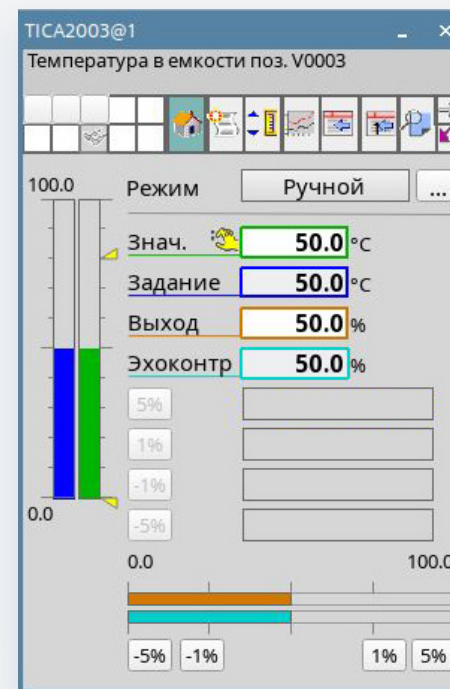 TICA2003@1
Температура в емкости поз. V0003
100.0
Режим Ручной ...
Знач. 50.0 °C
Задание 50.0 °C
Выход 50.0 %
Эхоконтр 50.0 %
5%
1%
-1%
-5%
0.0
0.0 100.0
-5% -1% 1% 5%